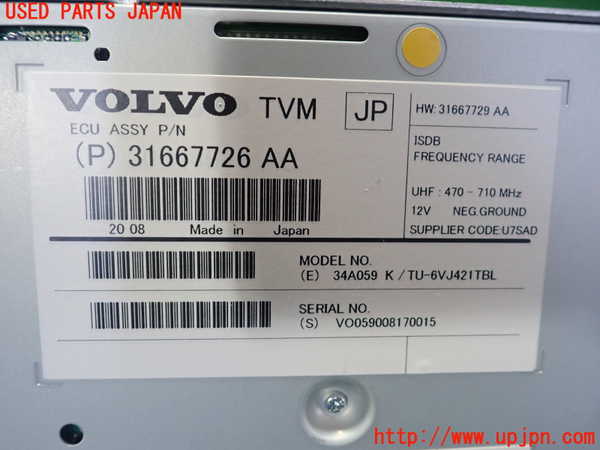 USED PARTS JAPAN
VOLVO TVM JP
ECU ASSY P/N
(P) 31667726 AA
20 08 Made in Japan
HW: 31667729 AA
ISDB
FREQUENCY RANGE
UHF : 470 - 710 MHz
12V NEG.GROUND
SUPPLIER CODE:U7SAD
MODEL NO.
(E) 34A059 K / TU-6VJ421TBL
SERIAL NO.
(S) VO059008170015
http://www.upjpn.com/